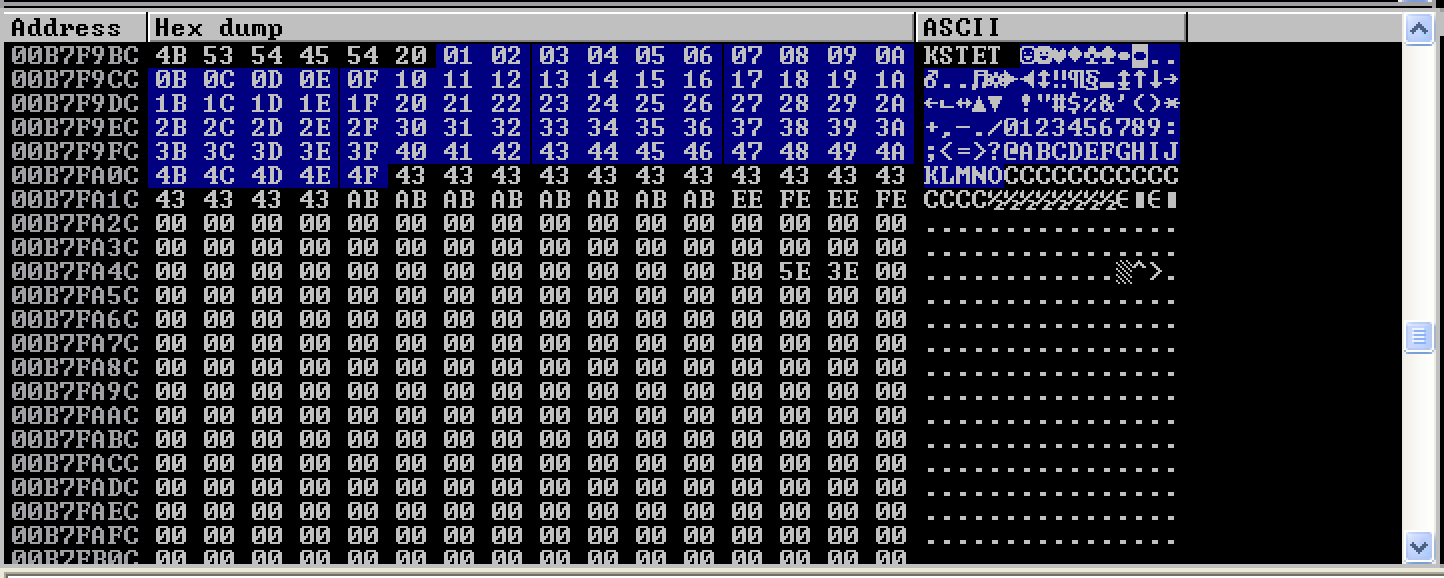 Address Hex dump ASCII
00B7F9BC 4B 53 54 45 54 20 01 02 03 04 05 06 07 08 09 0A KSTET ☺☻♥♦♣♠•◘..
00B7F9CC 0B 0C 0D 0E 0F 10 11 12 13 14 15 16 17 18 19 1A ♂..♫☼►◄↕‼¶§▬↨↑↓→
00B7F9DC 1B 1C 1D 1E 1F 20 21 22 23 24 25 26 27 28 29 2A ←∟↔▲▼ !"#$%&'()*
00B7F9EC 2B 2C 2D 2E 2F 30 31 32 33 34 35 36 37 38 39 3A +,-./0123456789:
00B7F9FC 3B 3C 3D 3E 3F 40 41 42 43 44 45 46 47 48 49 4A ;<=>?@ABCDEFGHIJ
00B7FA0C 4B 4C 4D 4E 4F 43 43 43 43 43 43 43 43 43 43 43 KLMNOCCCCCCCCCCC
00B7FA1C 43 43 43 43 AB AB AB AB AB AB AB AB EE FE EE FE CCCC½½½½½½½½ε■ε■
00B7FA2C 00 00 00 00 00 00 00 00 00 00 00 00 00 00 00 00 ................
00B7FA3C 00 00 00 00 00 00 00 00 00 00 00 00 00 00 00 00 ................
00B7FA4C 00 00 00 00 00 00 00 00 00 00 00 00 B0 5E 3E 00 ............░^>.
00B7FA5C 00 00 00 00 00 00 00 00 00 00 00 00 00 00 00 00 ................
00B7FA6C 00 00 00 00 00 00 00 00 00 00 00 00 00 00 00 00 ................
00B7FA7C 00 00 00 00 00 00 00 00 00 00 00 00 00 00 00 00 ................
00B7FA8C 00 00 00 00 00 00 00 00 00 00 00 00 00 00 00 00 ................
00B7FA9C 00 00 00 00 00 00 00 00 00 00 00 00 00 00 00 00 ................
00B7FAAC 00 00 00 00 00 00 00 00 00 00 00 00 00 00 00 00 ................
00B7FABC 00 00 00 00 00 00 00 00 00 00 00 00 00 00 00 00 ................
00B7FACC 00 00 00 00 00 00 00 00 00 00 00 00 00 00 00 00 ................
00B7FADC 00 00 00 00 00 00 00 00 00 00 00 00 00 00 00 00 ................
00B7FAEC 00 00 00 00 00 00 00 00 00 00 00 00 00 00 00 00 ................
00B7FAFC 00 00 00 00 00 00 00 00 00 00 00 00 00 00 00 00 ................
00B7FB0C 00 00 00 00 00 00 00 00 00 00 00 00 00 00 00 00